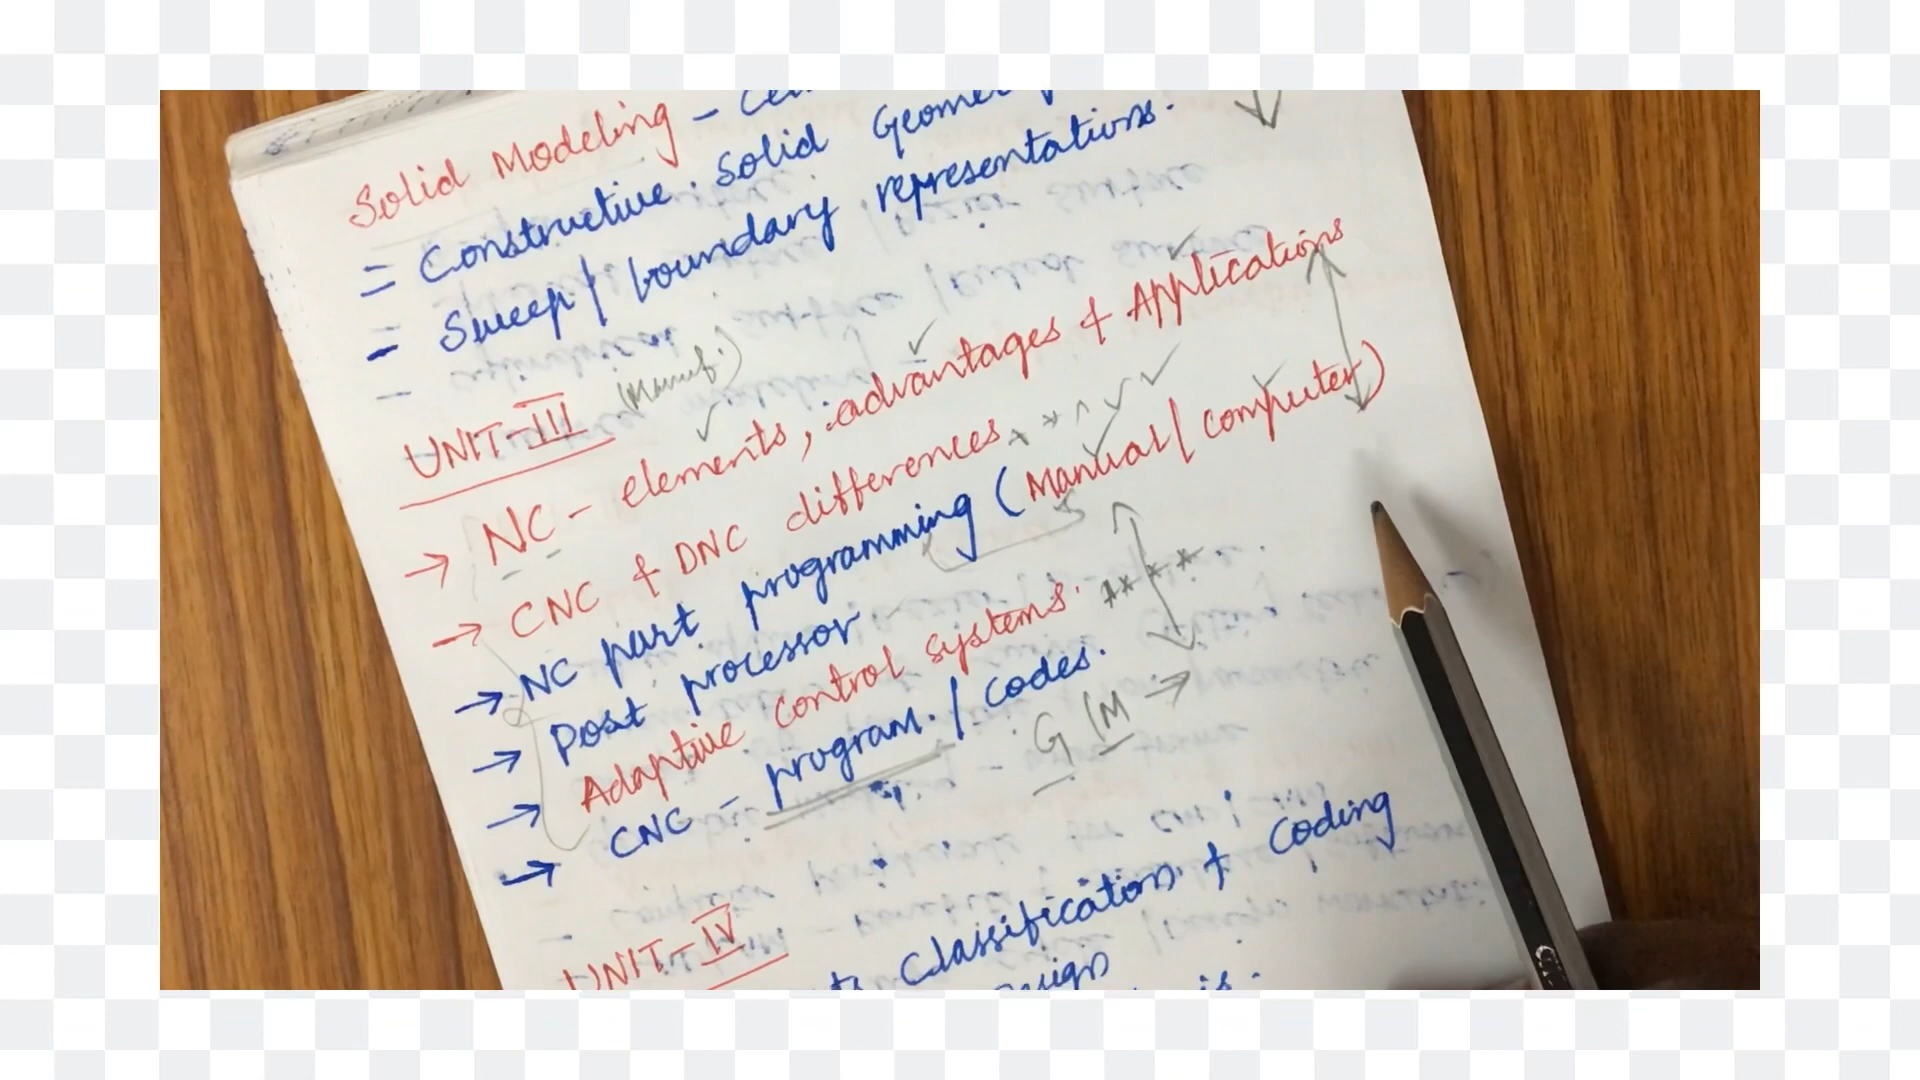 Solid Modeling -
= Constructive solid
= Sweep/ boundary representations.
UNIT-III (Manuf.)
→ NC - elements, advantages & Applications
→ CNC & DNC differences.
→ NC part programming (Manual/computer)
→ Post processor
→ Adaptive control systems. ****
→ CNC - program. / codes. G/M →
UNIT-IV
Classification & Coding